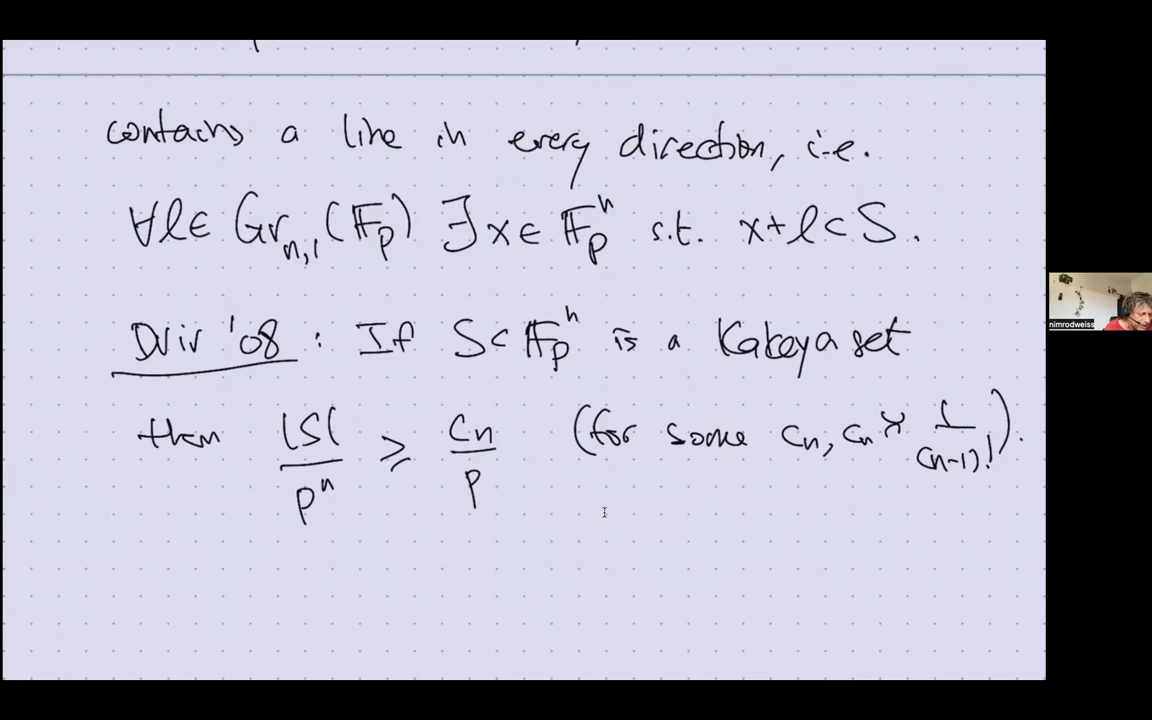 contains a line in every direction, i.e.
∀l∈ Gr_{n,1}(𝔽_p) ∃x∈ 𝔽_p^n s.t. x+l⊂S.
Dvir '08: If S⊂𝔽_p^n is a Kakeya set
then |S|/p^n ≥ c_n/p (for some c_n, c_n ≍ 1/(n-1)!).
nimrodweiss